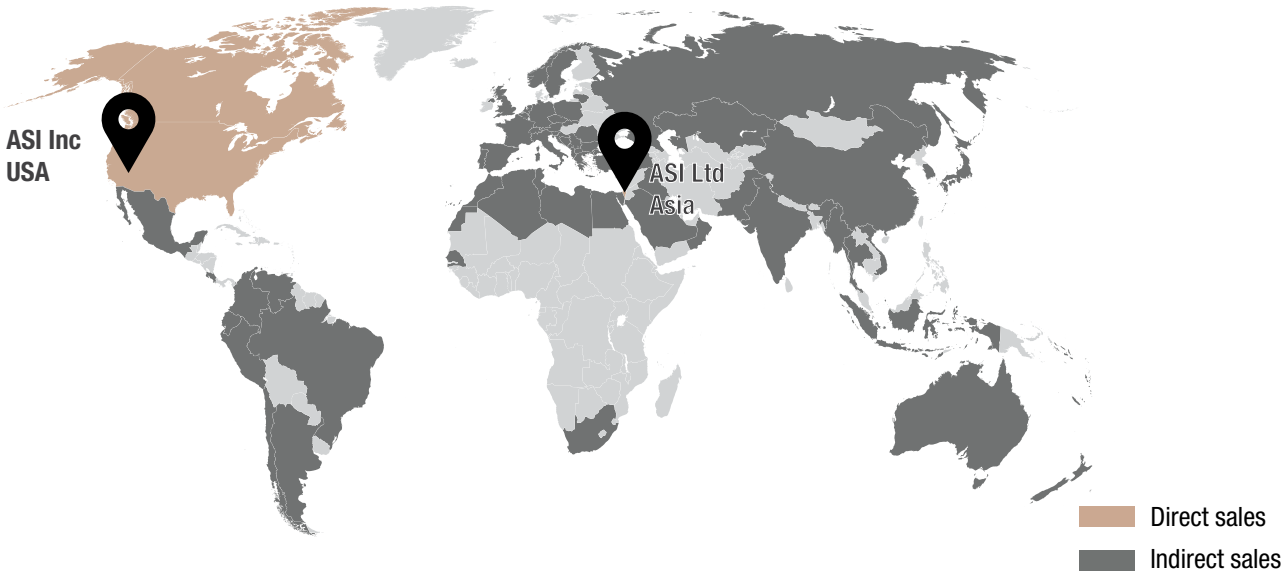 ASI Inc
USA
ASI Ltd
Asia
Direct sales
Indirect sales